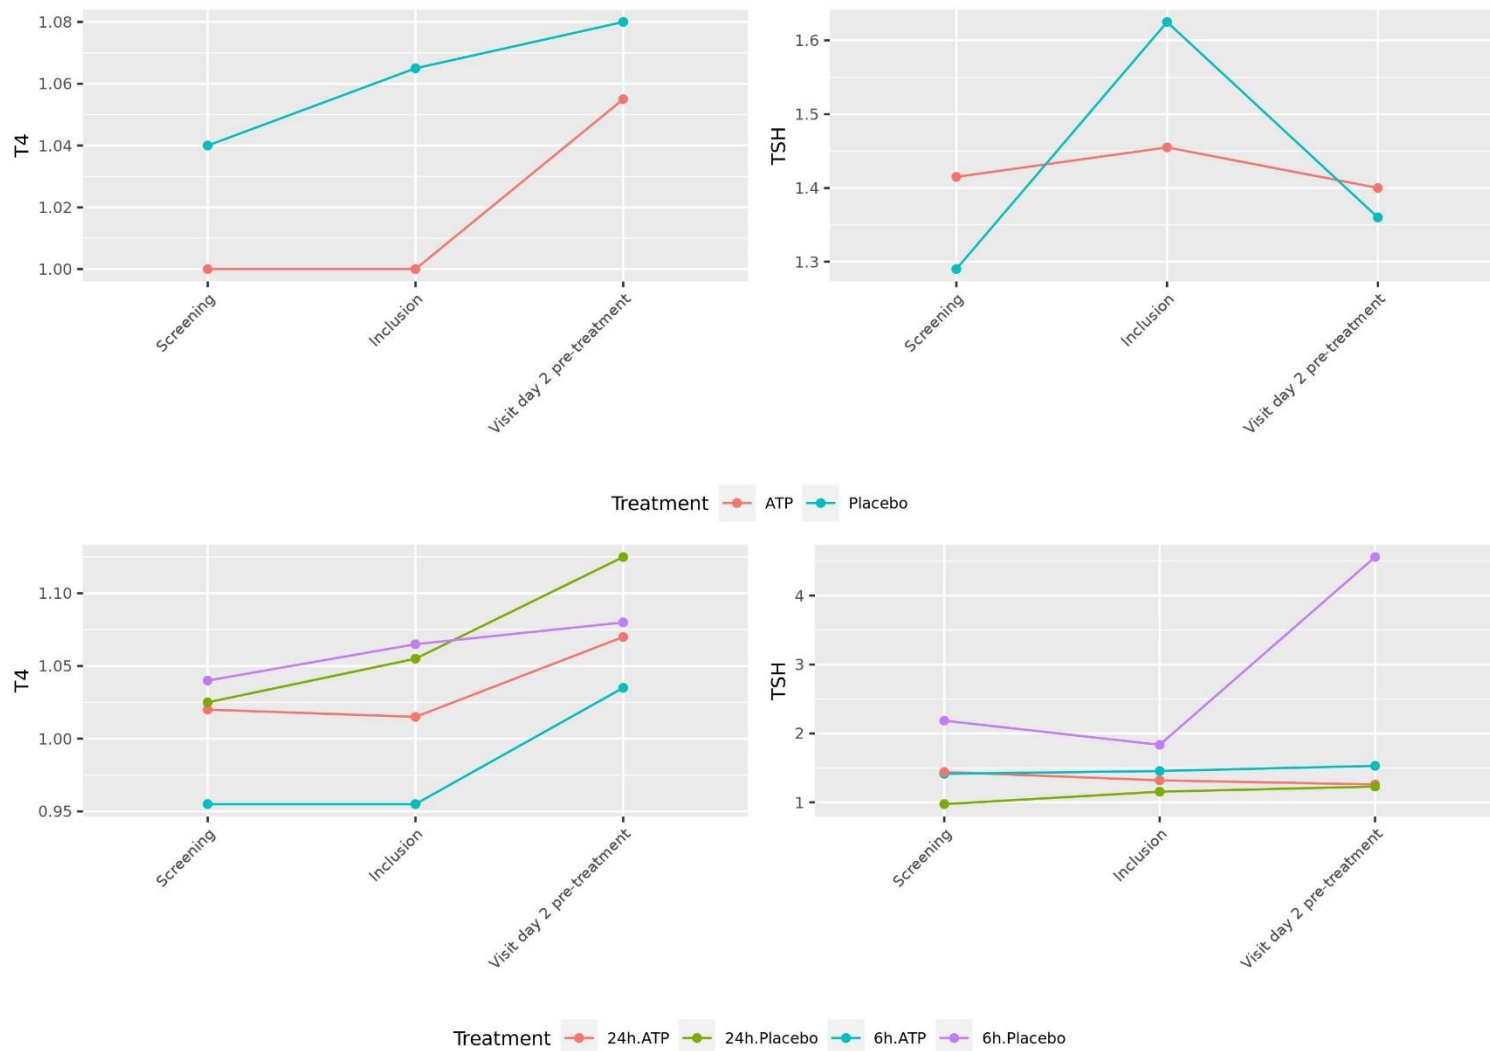 T4
1.08
1.06
1.04
1.02
1.00
Screening
Inclusion
Visit day 2 pre-treatment
TSH
1.6
1.5
1.4
1.3
Screening
Inclusion
Visit day 2 pre-treatment
Treatment ATP Placebo
T4
1.10
1.05
1.00
0.95
Screening
Inclusion
Visit day 2 pre-treatment
TSH
4
3
2
1
Screening
Inclusion
Visit day 2 pre-treatment
Treatment 24h.ATP 24h.Placebo 6h.ATP 6h.Placebo